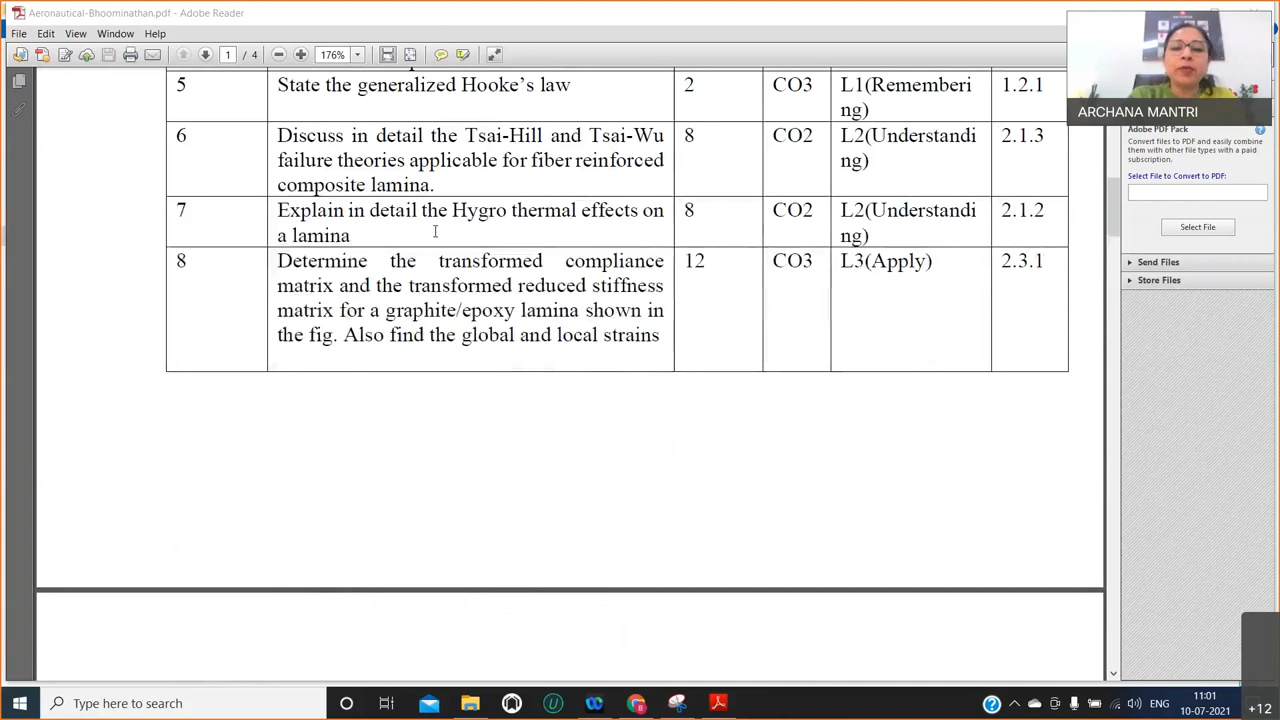 Aeronautical-Bhoominathan.pdf - Adobe Reader
File Edit View Window Help
1 / 4 176%
ARCHANA MANTRI
Adobe PDF Pack
Convert files to PDF and easily combine
them with other file types with a paid
subscription.
Select File to Convert to PDF:
Select File
Send Files
Store Files
5 State the generalized Hooke’s law 2 CO3 L1(Rememberi
ng) 1.2.1
6 Discuss in detail the Tsai-Hill and Tsai-Wu
failure theories applicable for fiber reinforced
composite lamina. 8 CO2 L2(Understandi
ng) 2.1.3
7 Explain in detail the Hygro thermal effects on
a lamina 8 CO2 L2(Understandi
ng) 2.1.2
8 Determine the transformed compliance
matrix and the transformed reduced stiffness
matrix for a graphite/epoxy lamina shown in
the fig. Also find the global and local strains 12 CO3 L3(Apply) 2.3.1
Type here to search
ENG
11:01
10-07-2021
+12